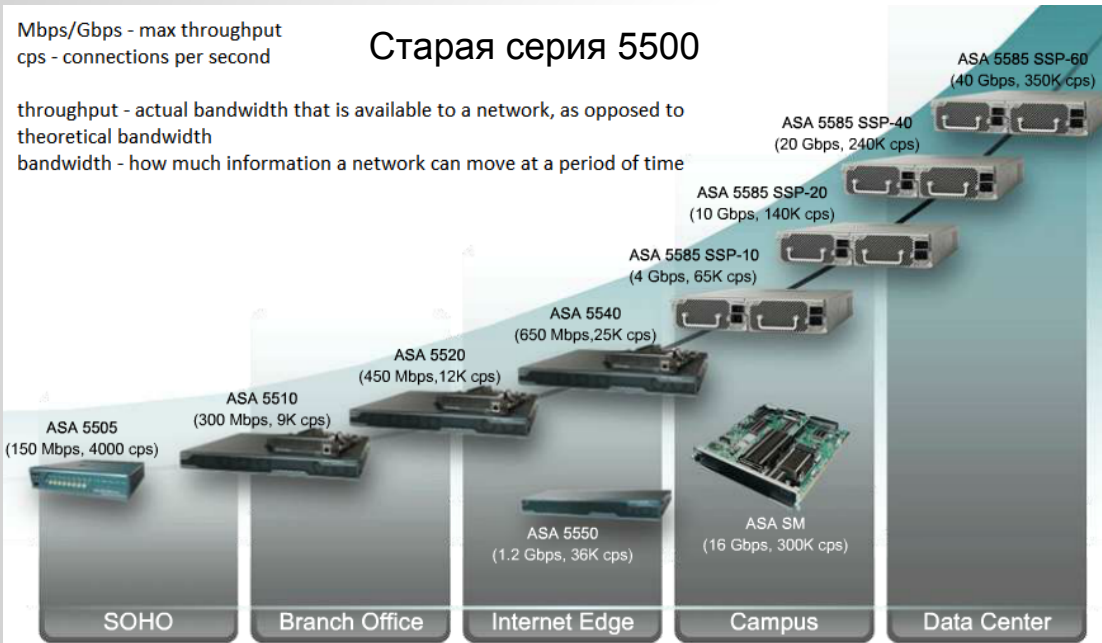 Mbps/Gbps - max throughput
cps - connections per second
Старая серия 5500
throughput - actual bandwidth that is available to a network, as opposed to
theoretical bandwidth
bandwidth - how much information a network can move at a period of time
ASA 5585 SSP-60
(40 Gbps, 350K cps)
ASA 5585 SSP-40
(20 Gbps, 240K cps)
ASA 5585 SSP-20
(10 Gbps, 140K cps)
ASA 5585 SSP-10
(4 Gbps, 65K cps)
ASA 5540
(650 Mbps,25K cps)
ASA 5520
(450 Mbps,12K cps)
ASA 5510
(300 Mbps, 9K cps)
ASA 5505
(150 Mbps, 4000 cps)
ASA 5550
(1.2 Gbps, 36K cps)
ASA SM
(16 Gbps, 300K cps)
SOHO
Branch Office
Internet Edge
Campus
Data Center